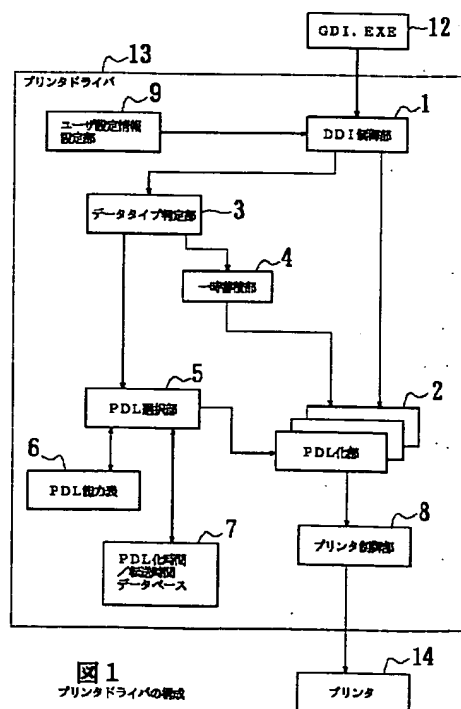 GDI.EXE
12
13
プリンタドライバ
9
ユーザ設定情報
設定部
1
DDI制御部
データタイプ判定部
3
4
一時蓄積部
5
PDL選択部
2
PDL化部
6
PDL能力表
7
PDL化時間
/転送時間
データベース
8
プリンタ制御部
図1
プリンタドライバの構成
14
プリンタ